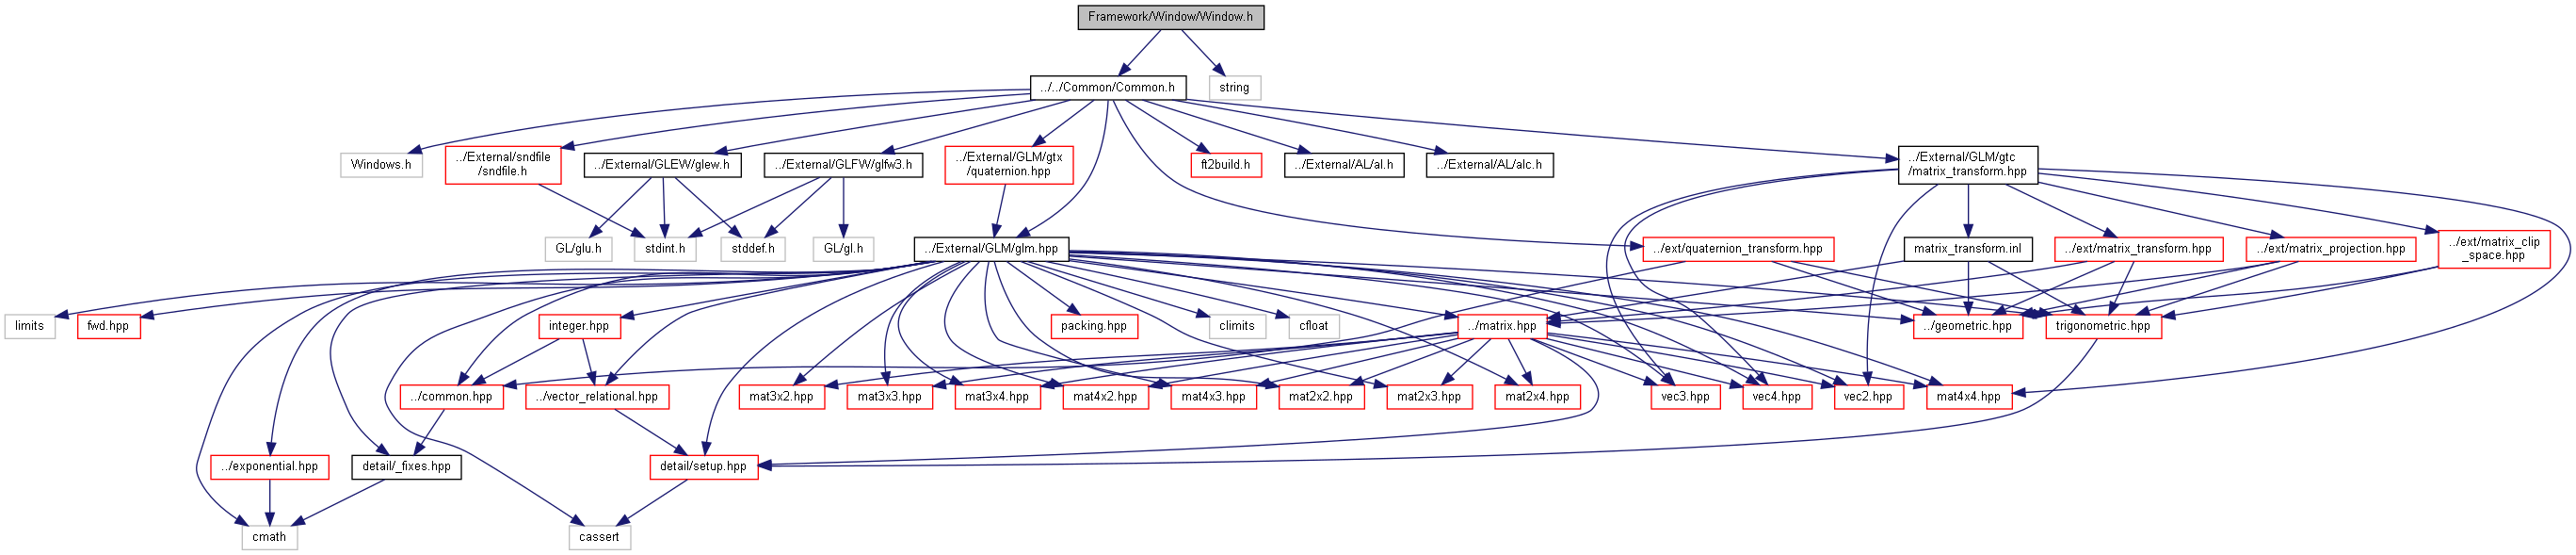 Framework/Window/Window.h
../../Common/Common.h
string
Windows.h
../External/sndfile
/sndfile.h
../External/GLEW/glew.h
../External/GLFW/glfw3.h
../External/GLM/gtx
/quaternion.hpp
ft2build.h
../External/AL/al.h
../External/AL/alc.h
../External/GLM/gtc
/matrix_transform.hpp
GL/glu.h
stdint.h
stddef.h
GL/gl.h
../External/GLM/glm.hpp
../ext/quaternion_transform.hpp
matrix_transform.inl
../ext/matrix_transform.hpp
../ext/matrix_projection.hpp
../ext/matrix_clip
_space.hpp
limits
fwd.hpp
integer.hpp
packing.hpp
climits
cfloat
../matrix.hpp
../geometric.hpp
trigonometric.hpp
../common.hpp
../vector_relational.hpp
mat3x2.hpp
mat3x3.hpp
mat3x4.hpp
mat4x2.hpp
mat4x3.hpp
mat2x2.hpp
mat2x3.hpp
mat2x4.hpp
vec3.hpp
vec4.hpp
vec2.hpp
mat4x4.hpp
../exponential.hpp
detail/_fixes.hpp
detail/setup.hpp
cmath
cassert